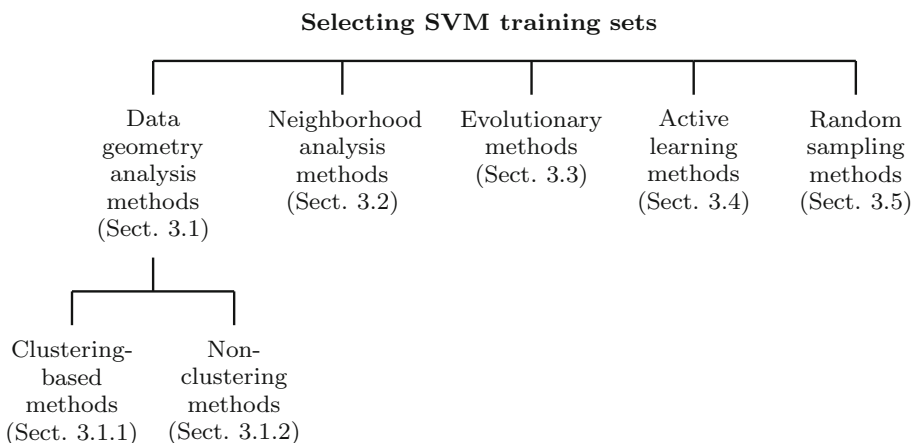 Selecting SVM training sets
Data
geometry
analysis
methods
(Sect. 3.1)
Neighborhood
analysis
methods
(Sect. 3.2)
Evolutionary
methods
(Sect. 3.3)
Active
learning
methods
(Sect. 3.4)
Random
sampling
methods
(Sect. 3.5)
Clustering-
based
methods
(Sect. 3.1.1)
Non-
clustering
methods
(Sect. 3.1.2)